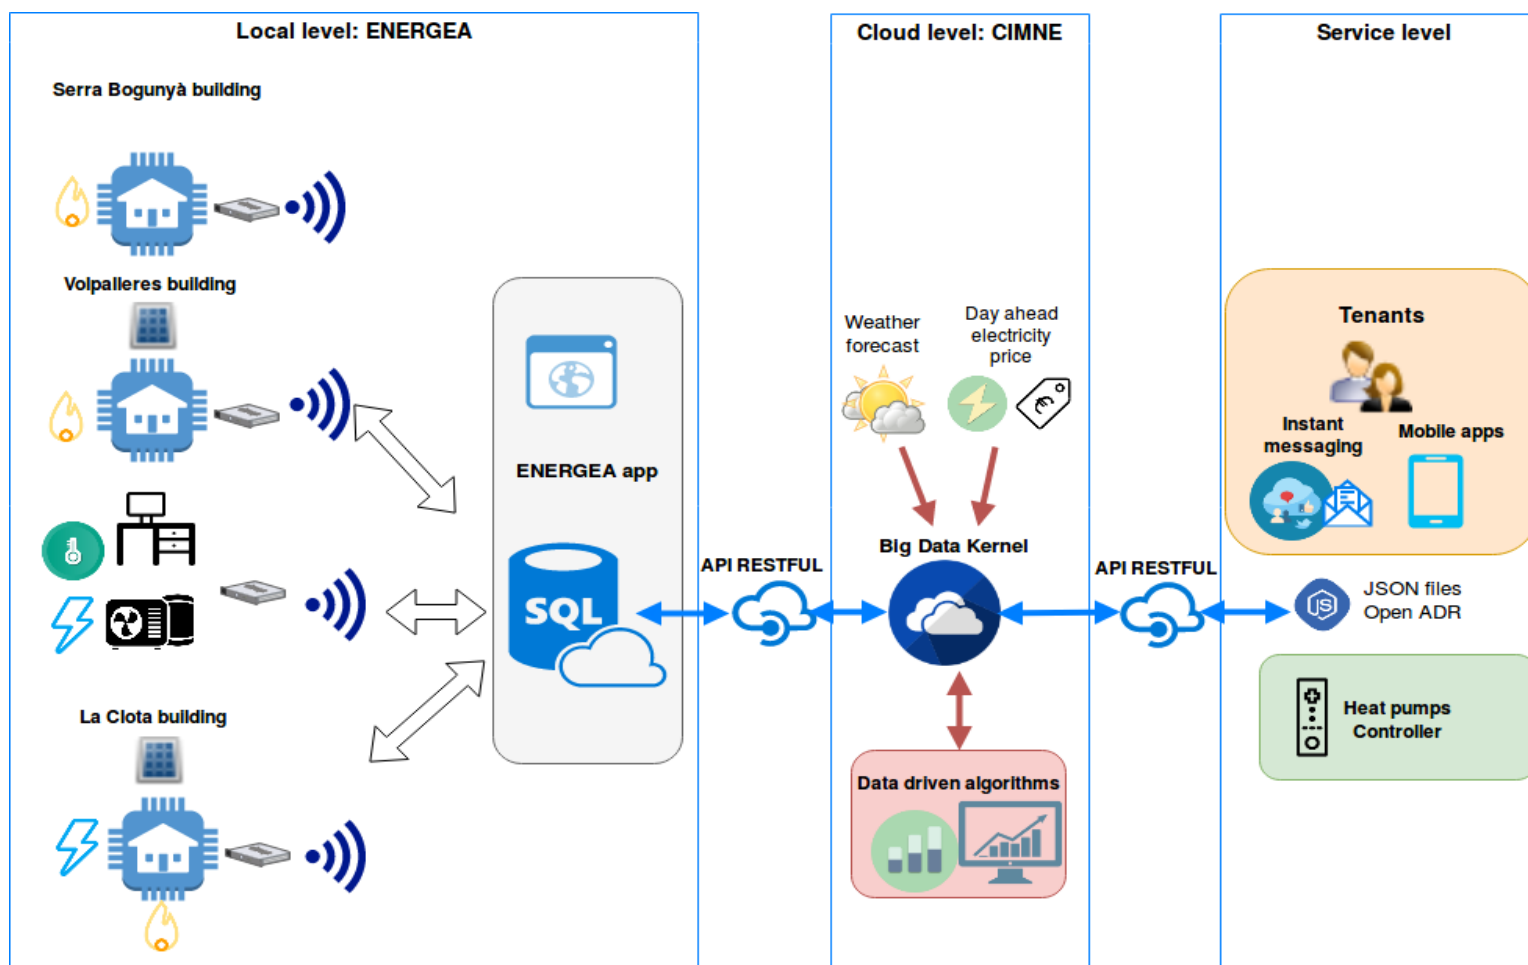 Local level: ENERGEA
Serra Bogunyà building
Volpalleres building
La Clota building
ENERGEA app
SQL
API RESTFUL
Cloud level: CIMNE
Weather
forecast
Day ahead
electricity
price
€
Big Data Kernel
Data driven algorithms
API RESTFUL
Service level
Tenants
Instant
messaging
Mobile apps
JS
JSON files
Open ADR
Heat pumps
Controller